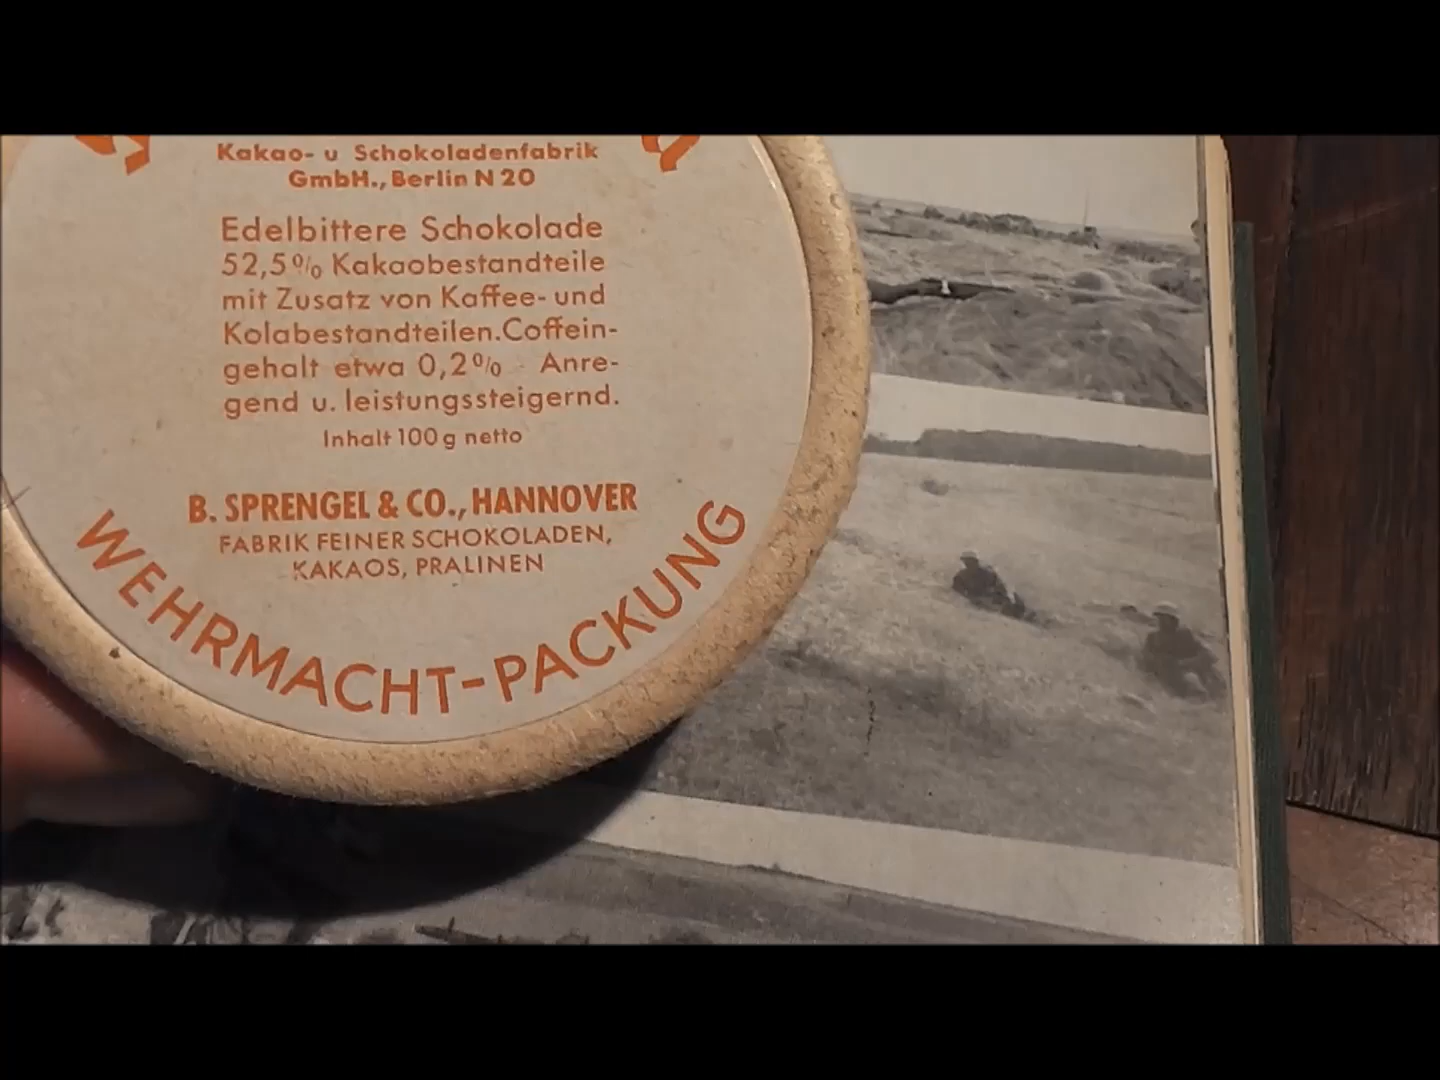 Kakao- u Schokoladenfabrik
GmbH., Berlin N 20
Edelbittere Schokolade
52,5% Kakaobestandteile
mit Zusatz von Kaffee- und
Kolabestandteilen. Coffein-
gehalt etwa 0,2% Anre-
gend u. leistungssteigernd.
Inhalt 100 g netto
B. SPRENGEL & CO., HANNOVER
FABRIK FEINER SCHOKOLADEN,
KAKAOS, PRALINEN
WEHRMACHT-PACKUNG